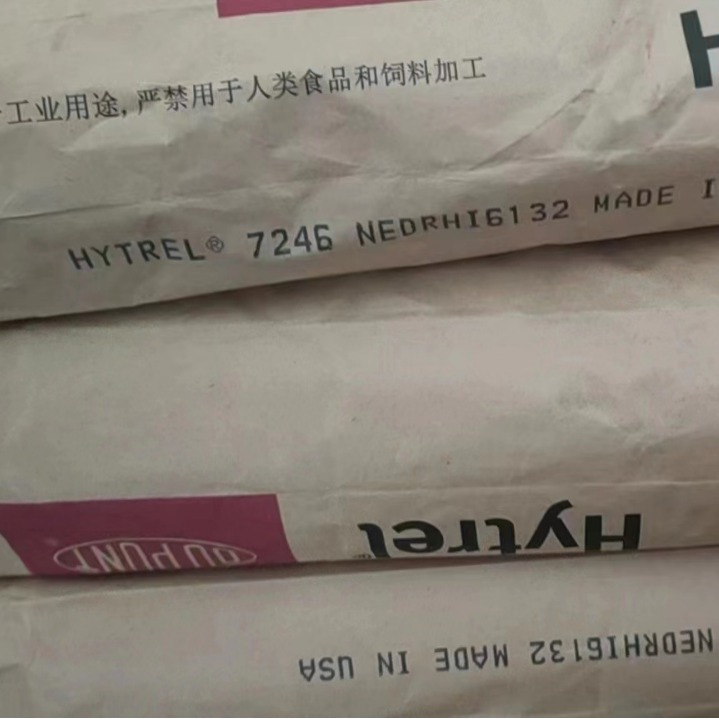 工业用途,严禁用于人类食品和饲料加工
H
HYTREL® 7246 NEDRHI6132 MADE I
Hytrel
DUPONT
NEDRHI6132 MADE IN USA